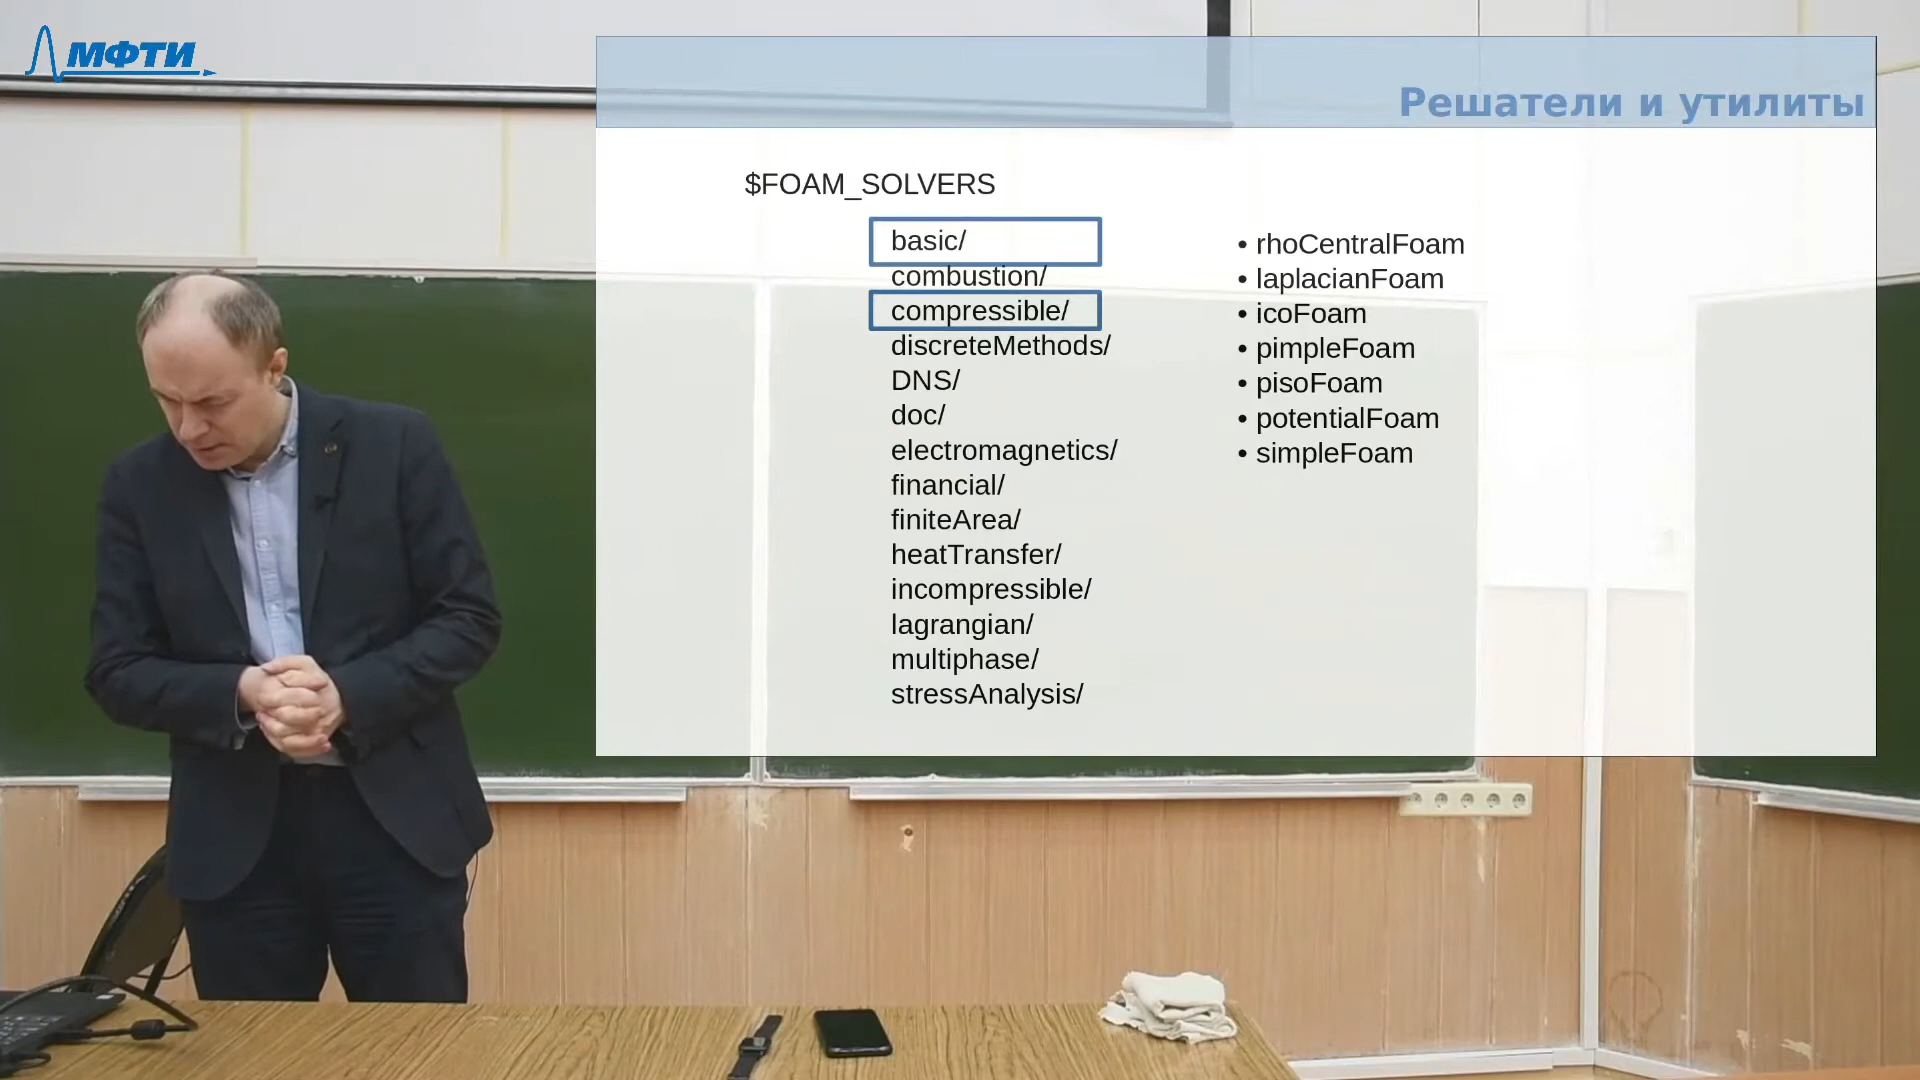 МФТИ
Решатели и утилиты
$FOAM_SOLVERS
basic/
combustion/
compressible/
discreteMethods/
DNS/
doc/
electromagnetics/
financial/
finiteArea/
heatTransfer/
incompressible/
lagrangian/
multiphase/
stressAnalysis/
• rhoCentralFoam
• laplacianFoam
• icoFoam
• pimpleFoam
• pisoFoam
• potentialFoam
• simpleFoam